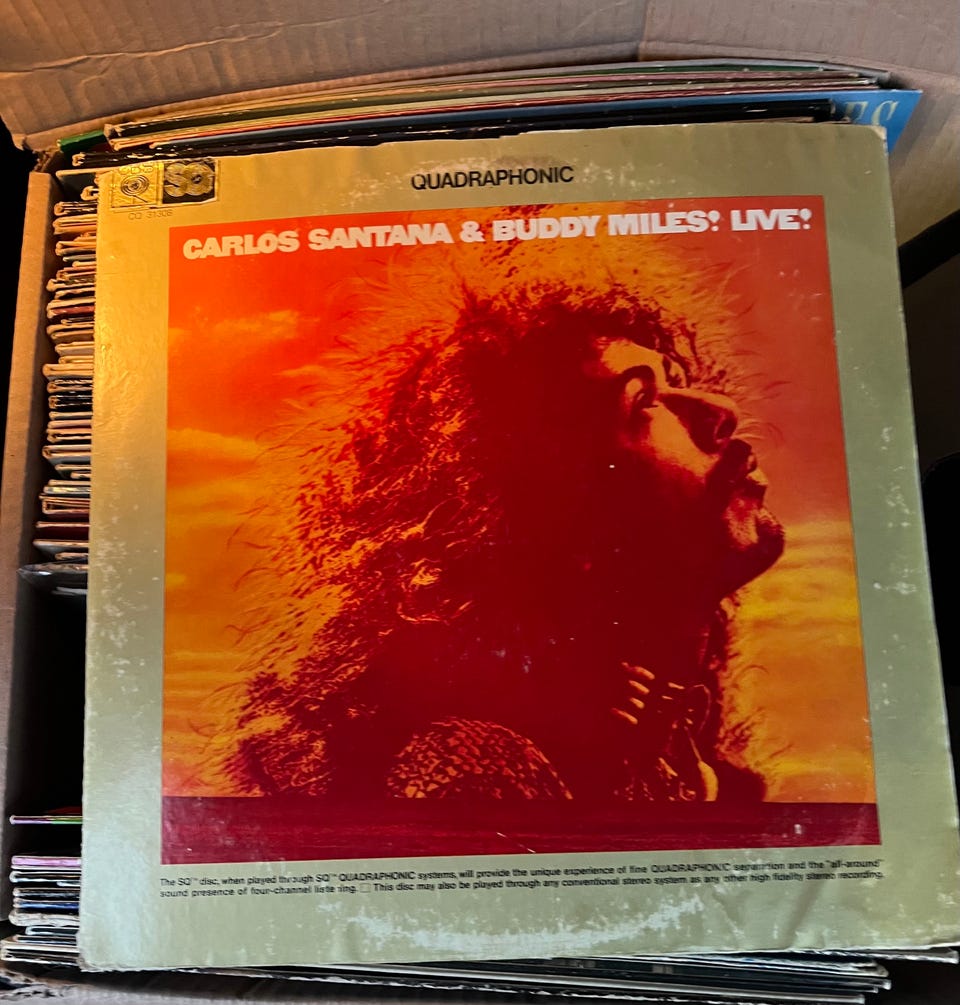 ES
SQ
QUADRAPHONIC
CQ 31308
CARLOS SANTANA & BUDDY MILES! LIVE!
The SQ™ disc, when played through SQ™ QUADRAPHONIC systems, will provide the unique experience of fine QUADRAPHONIC separation and the "all-around"
sound presence of four-channel listening. □ This disc may also be played through any conventional stereo system as any other high fidelity stereo recording.